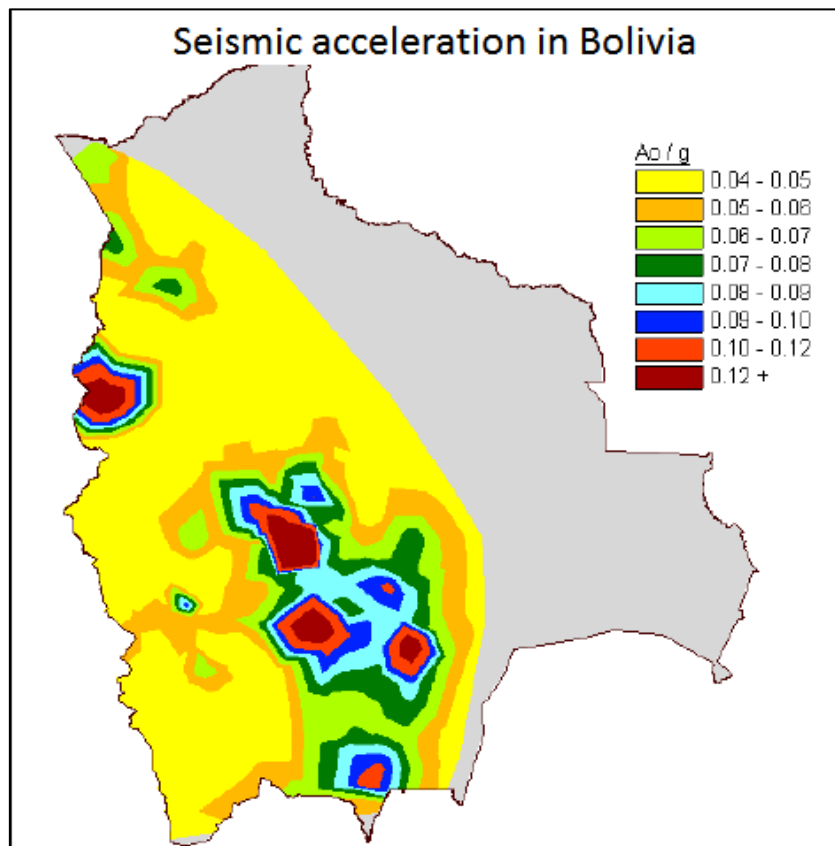 Seismic acceleration in Bolivia
Ao / g
0.04 - 0.05
0.05 - 0.06
0.06 - 0.07
0.07 - 0.08
0.08 - 0.09
0.09 - 0.10
0.10 - 0.12
0.12 +